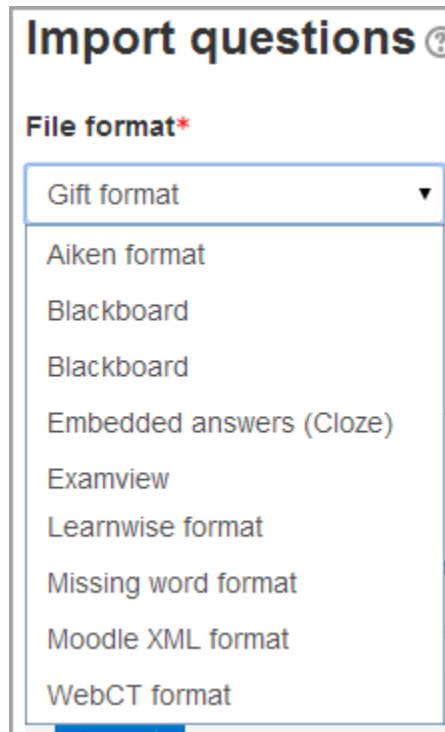 Import questions
File format*
Gift format
Aiken format
Blackboard
Blackboard
Embedded answers (Cloze)
Examview
Learnwise format
Missing word format
Moodle XML format
WebCT format